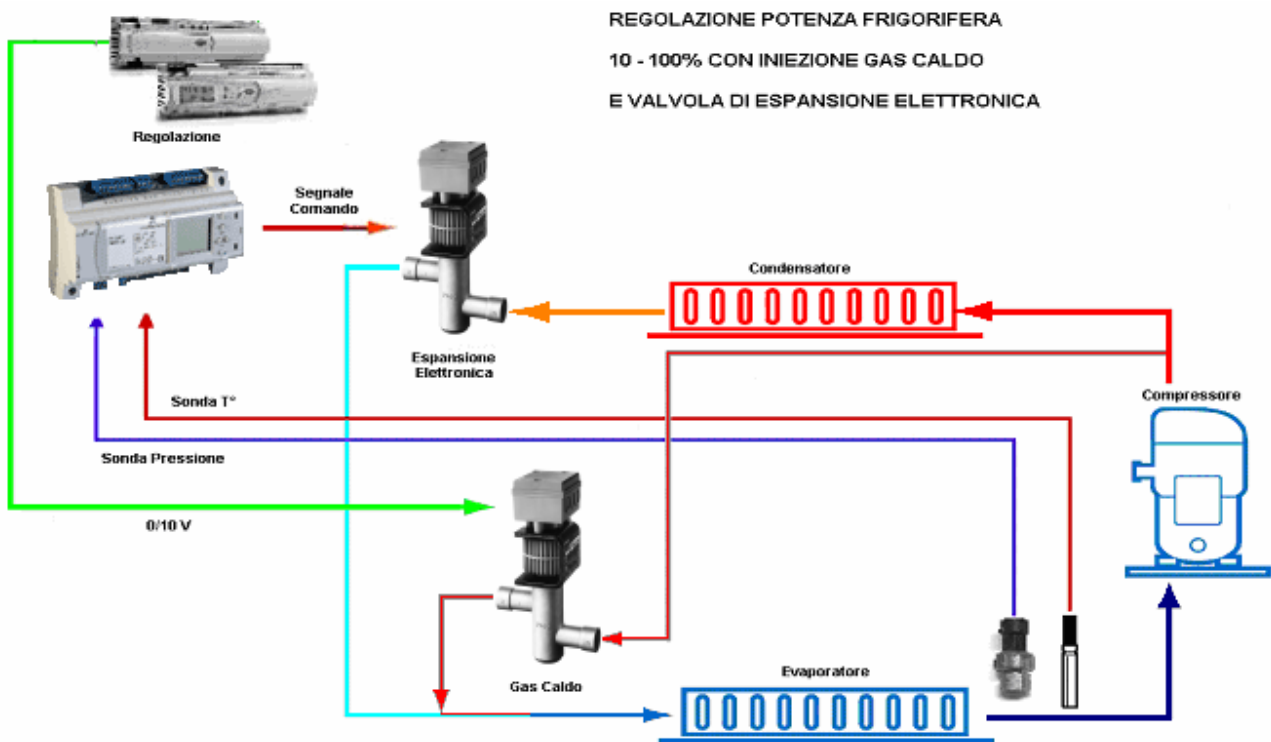 REGOLAZIONE POTENZA FRIGORIFERA
10 - 100% CON INIEZIONE GAS CALDO
E VALVOLA DI ESPANSIONE ELETTRONICA
Regolazione
Segnale
Comando
Condensatore
Espansione
Elettronica
Compressore
Sonda T°
Sonda Pressione
0/10 V
Gas Caldo
Evaporatore